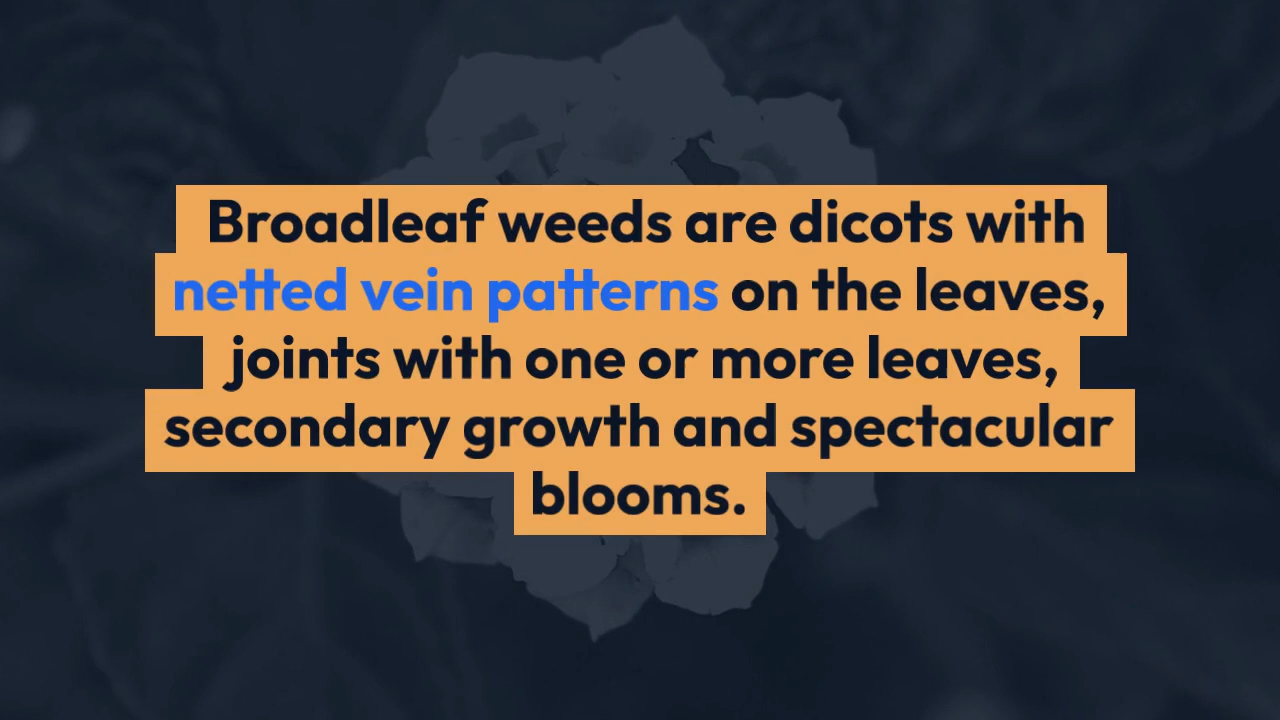 Broadleaf weeds are dicots with
netted vein patterns on the leaves,
joints with one or more leaves,
secondary growth and spectacular
blooms.